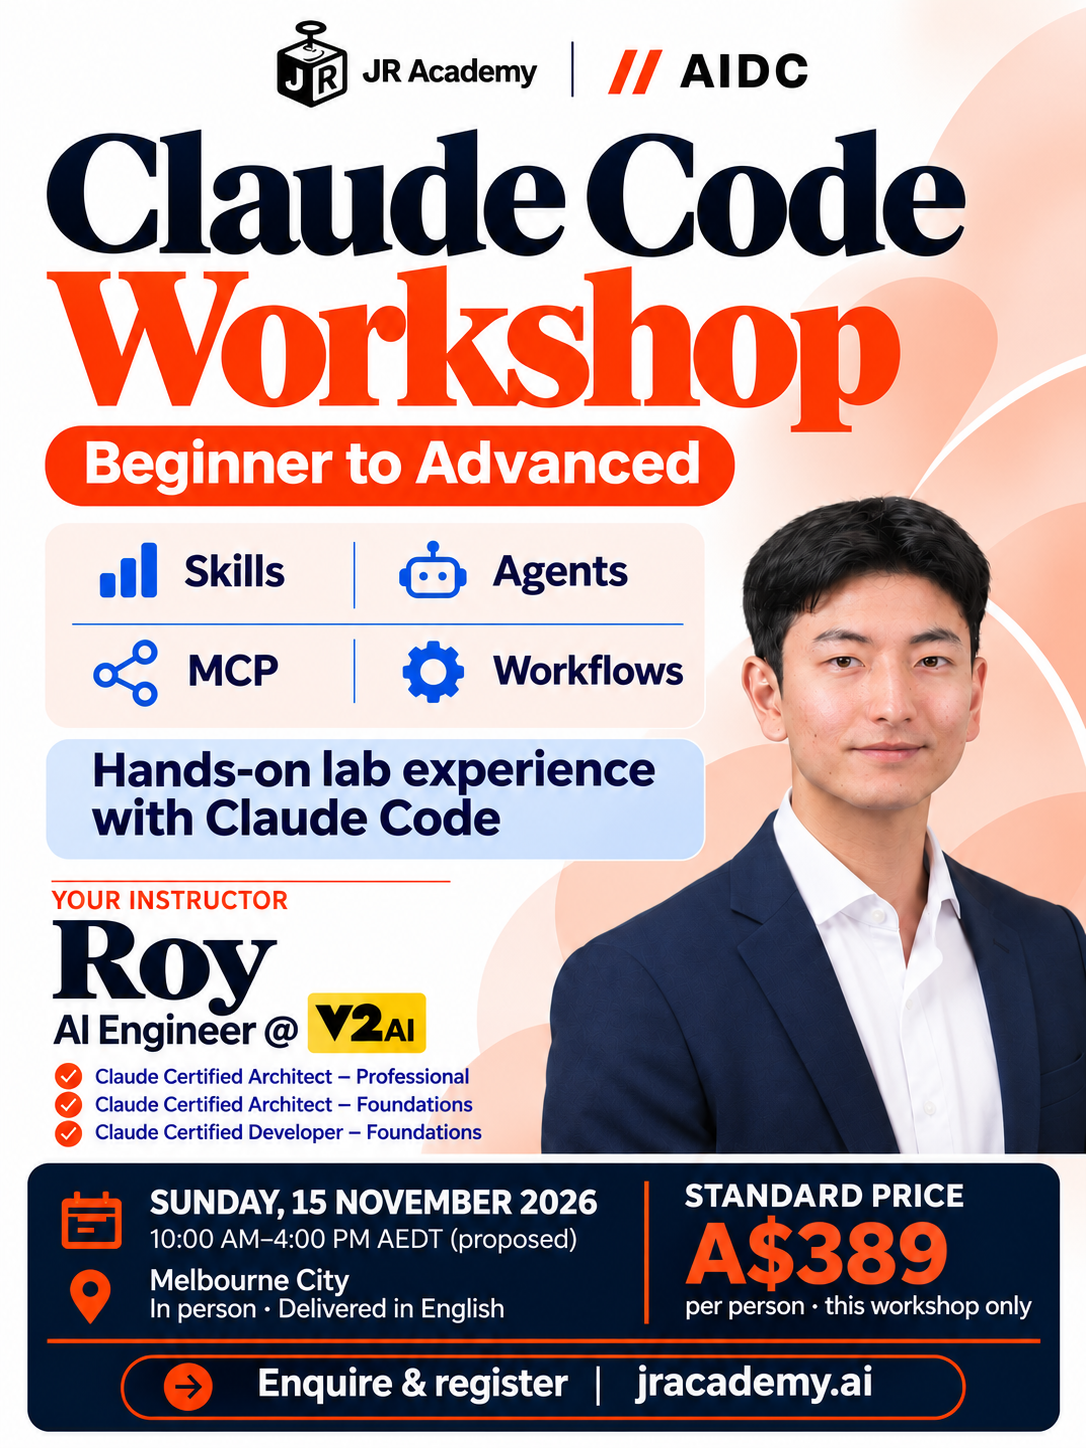 JR
JR Academy
AIDC
Claude Code
Workshop
Beginner to Advanced
Skills
Agents
MCP
Workflows
Hands-on lab experience
with Claude Code
YOUR INSTRUCTOR
Roy
AI Engineer @ V2 AI
Claude Certified Architect – Professional
Claude Certified Architect – Foundations
Claude Certified Developer – Foundations
SUNDAY, 15 NOVEMBER 2026
10:00 AM–4:00 PM AEDT (proposed)
Melbourne City
In person · Delivered in English
STANDARD PRICE
A$389
per person · this workshop only
Enquire & register | jracademy.ai